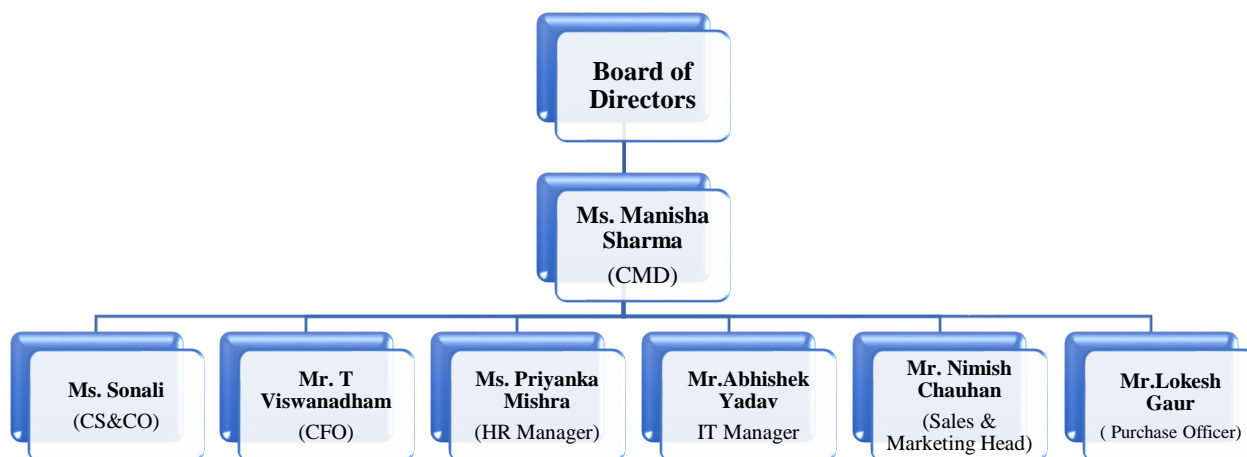 Board of
Directors
Ms. Manisha
Sharma
(CMD)
Ms. Sonali
(CS&CO)
Mr. T
Viswanadham
(CFO)
Ms. Priyanka
Mishra
(HR Manager)
Mr.Abhishek
Yadav
IT Manager
Mr. Nimish
Chauhan
(Sales &
Marketing Head)
Mr.Lokesh
Gaur
( Purchase Officer)